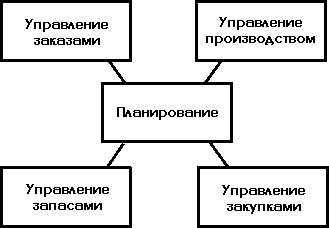 Управление
заказами
Управление
производством
Планирование
Управление
запасами
Управление
закупками